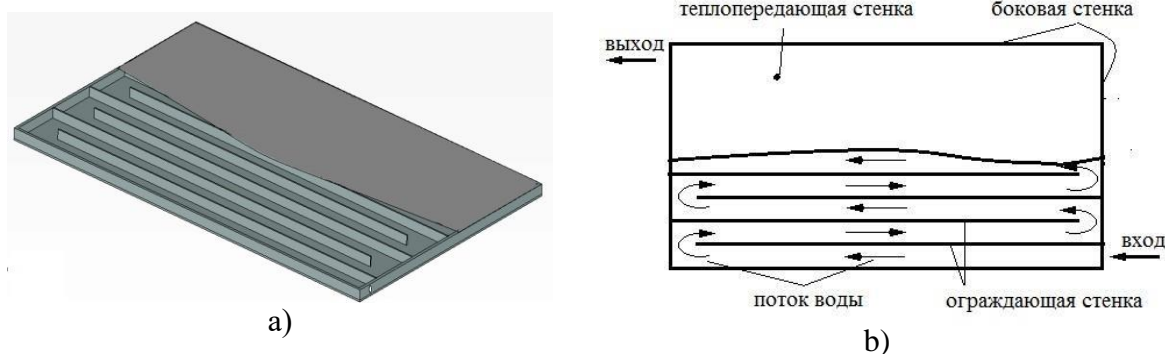 теплопередающая стенка
боковая стенка
выход
вход
поток воды
ограждающая стенка
a)
b)